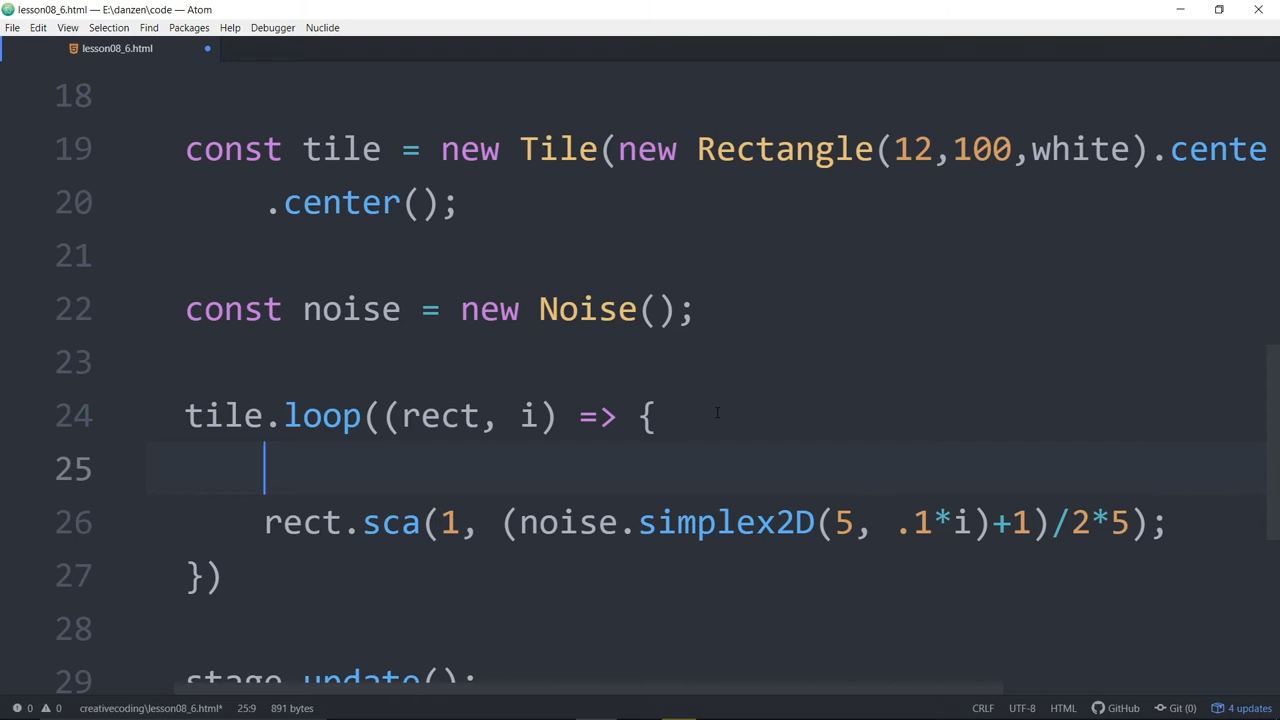 lesson08_6.html — E:\danzen\code — Atom
File Edit View Selection Find Packages Help Debugger Nuclide
lesson08_6.html
18
19 const tile = new Tile(new Rectangle(12,100,white).cente
20 .center();
21
22 const noise = new Noise();
23
24 tile.loop((rect, i) => {
25
26 rect.sca(1, (noise.simplex2D(5, .1*i)+1)/2*5);
27 })
28
29 stage.update();
0 0 creativecoding\lesson08_6.html* 25:9 891 bytes CRLF UTF-8 HTML GitHub Git (0) 4 updates